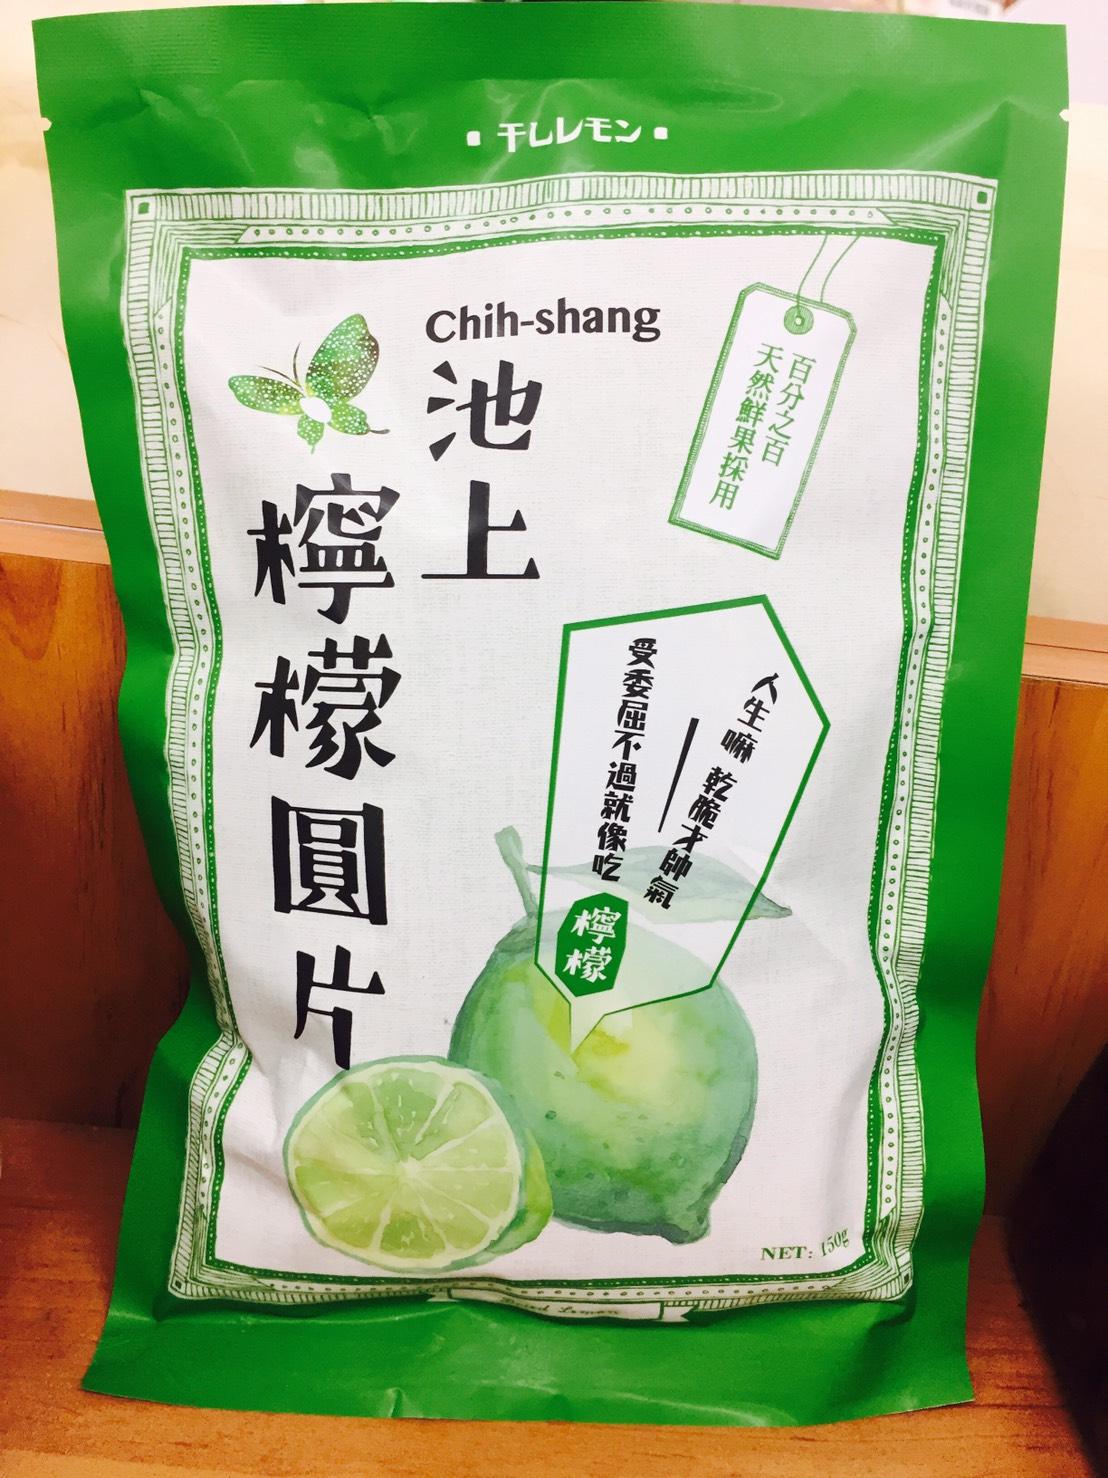 干しレモン
Chih-shang
池上
檸檬圓片
百分之百
天然鮮果採用
人生嘛 乾脆才帥氣
受委屈不過就像吃
檸檬
NET: 150g
Lemon